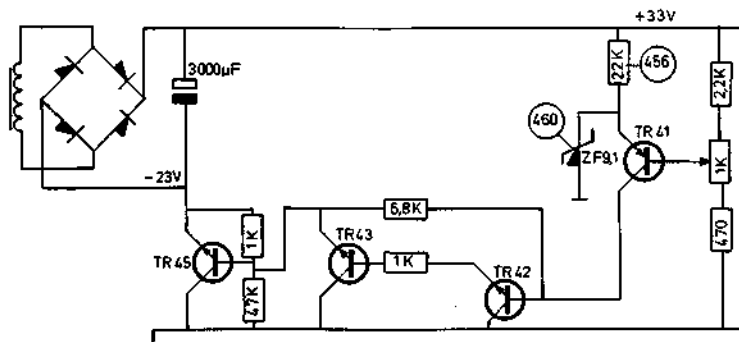 +33V
3000µF
22K
456
2,2K
460
TR 41
ZF9,1
1K
-23V
6,8K
470
1K
TR 43
TR 45
1K
TR 42
47K